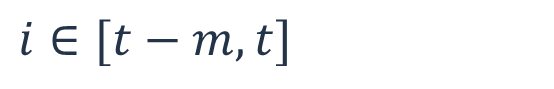 i ∈ [t − m, t]